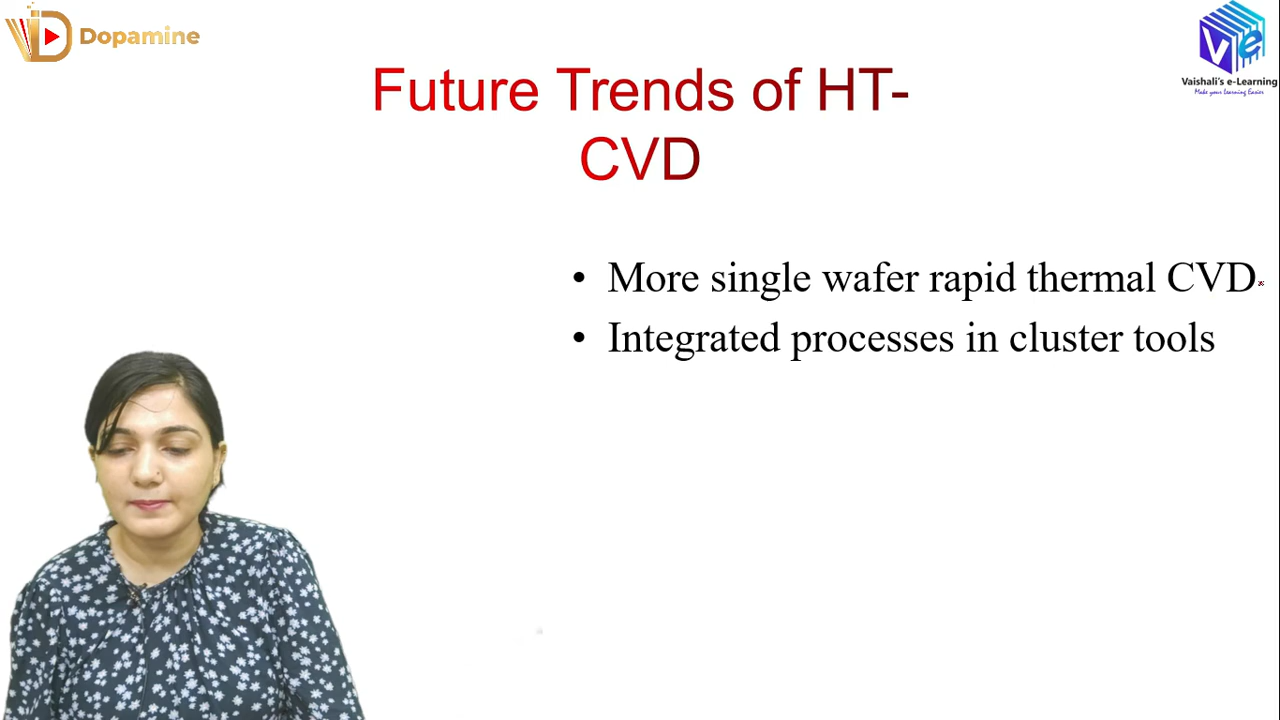 Dopamine
Vaishali's e-Learning
Make your Learning Easier
Future Trends of HT-
CVD
• More single wafer rapid thermal CVD
• Integrated processes in cluster tools